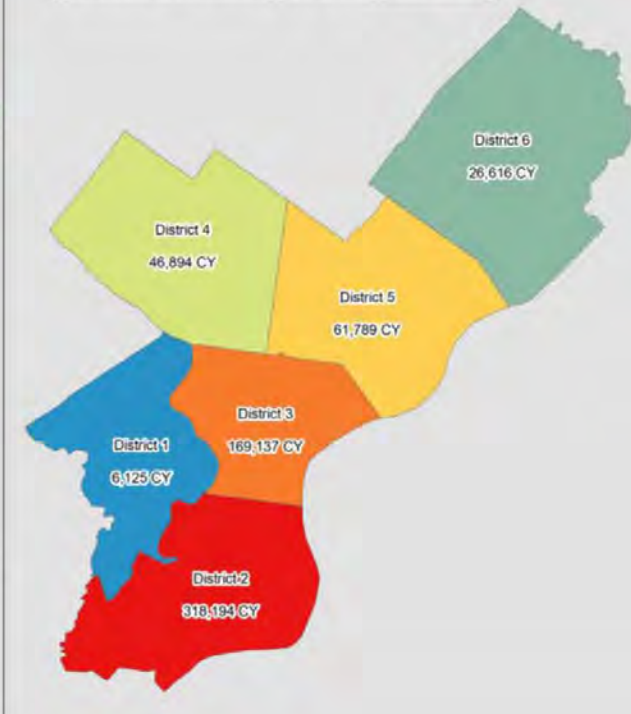 District 6
26,616 CY
District 4
46,894 CY
District 5
61,789 CY
District 3
169,137 CY
District 1
6,125 CY
District 2
318,194 CY